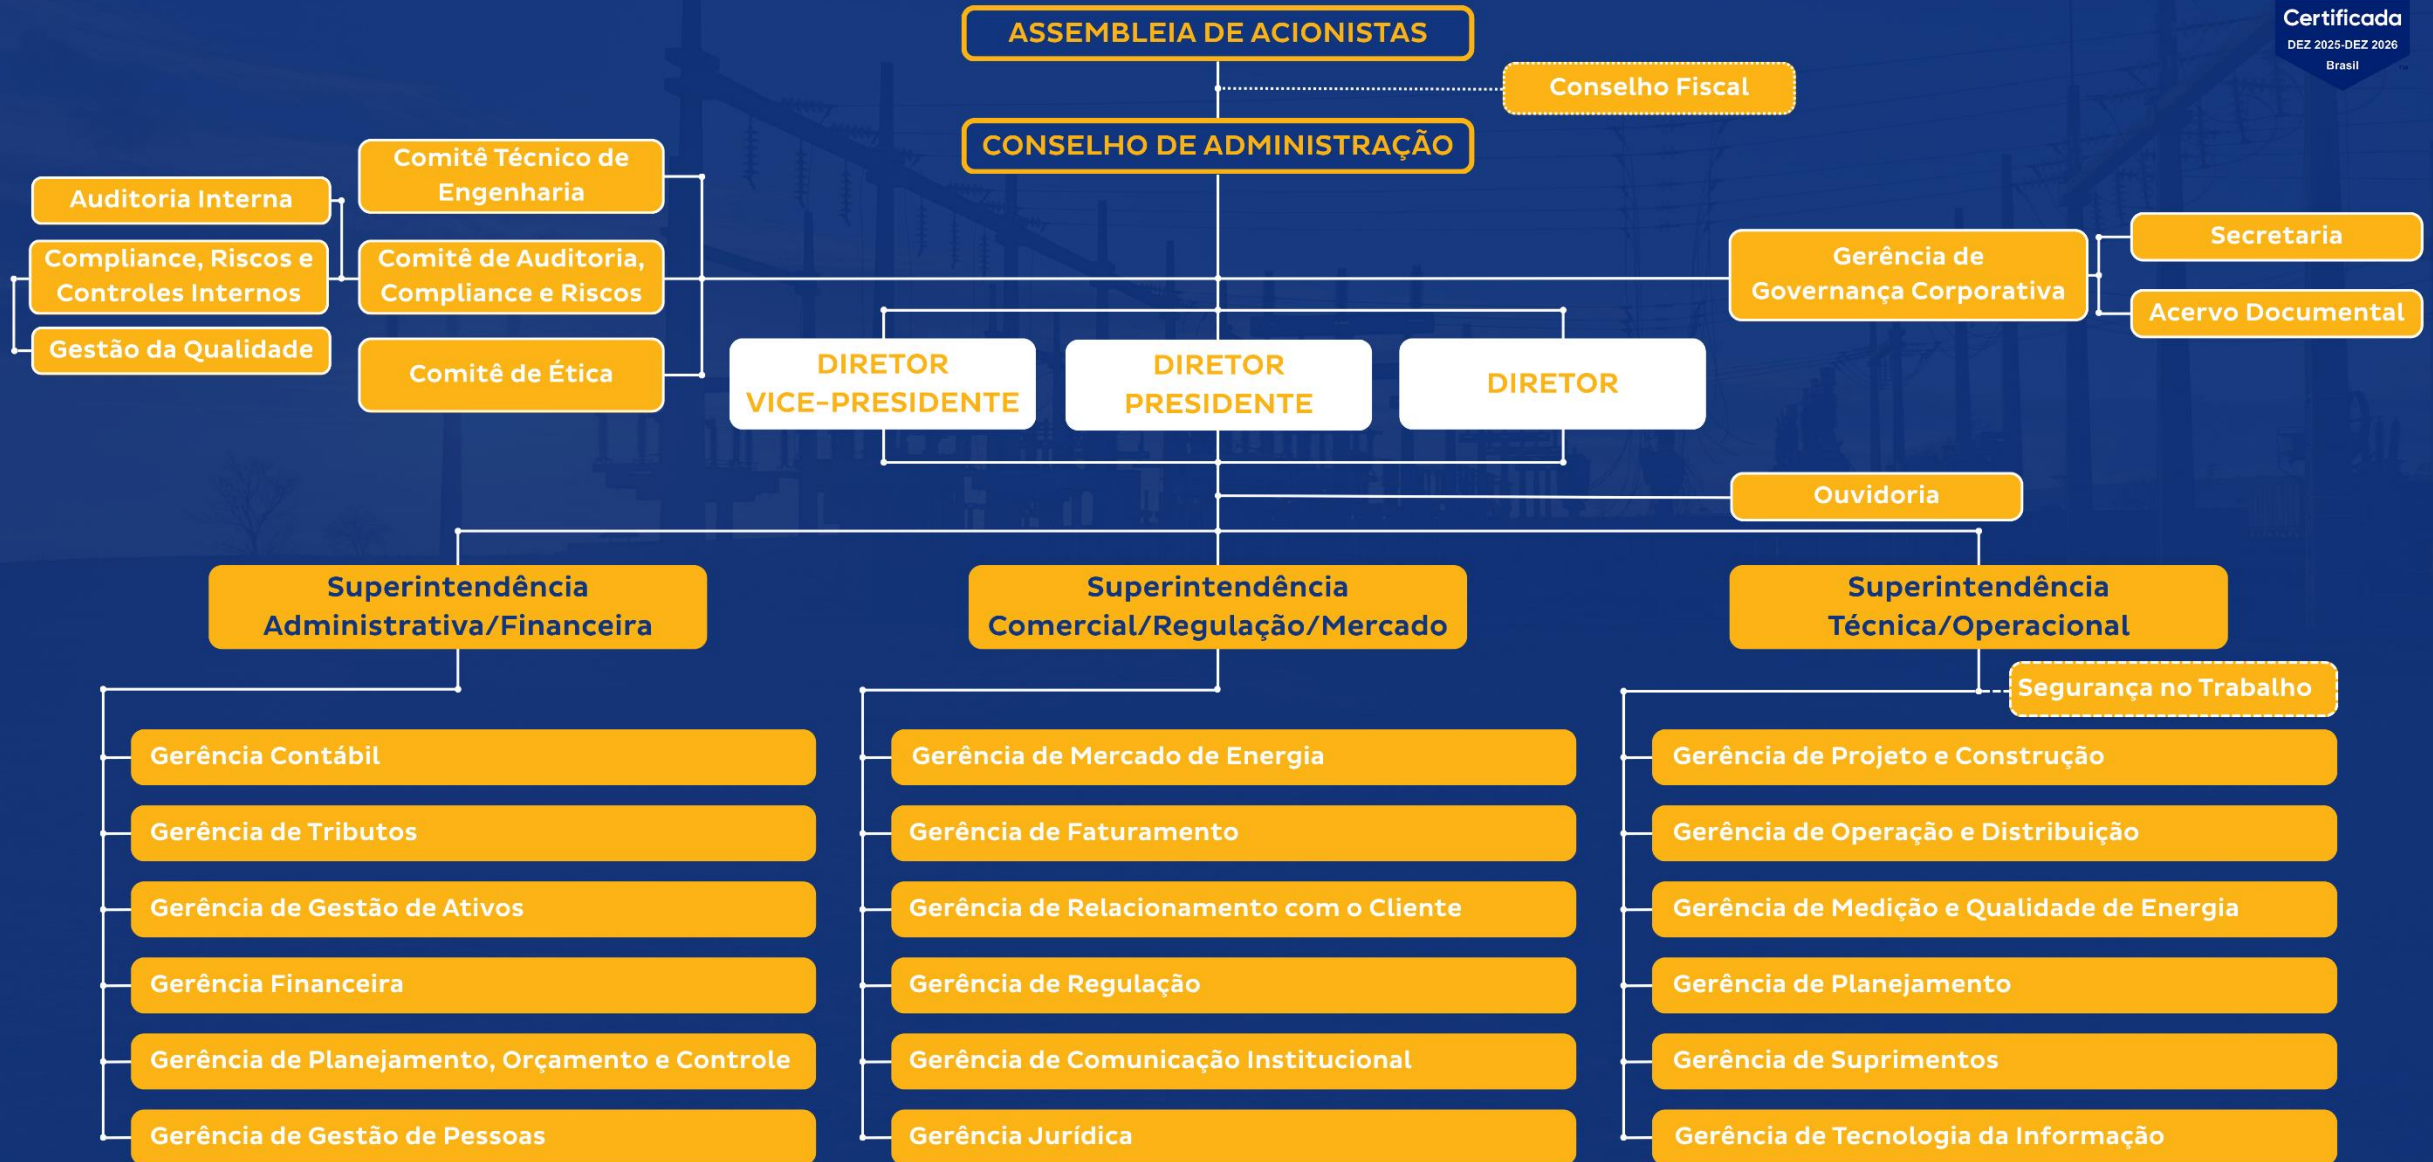 Certificada
DEZ 2025-DEZ 2026
Brasil
ASSEMBLEIA DE ACIONISTAS
Conselho Fiscal
CONSELHO DE ADMINISTRAÇÃO
Comitê Técnico de
Engenharia
Auditoria Interna
Compliance, Riscos e
Controles Internos
Comitê de Auditoria,
Compliance e Riscos
Gestão da Qualidade
Comitê de Ética
Gerência de
Governança Corporativa
Secretaria
Acervo Documental
DIRETOR
VICE-PRESIDENTE
DIRETOR
PRESIDENTE
DIRETOR
Ouvidoria
Superintendência
Administrativa/Financeira
Superintendência
Comercial/Regulação/Mercado
Superintendência
Técnica/Operacional
Segurança no Trabalho
Gerência Contábil
Gerência de Tributos
Gerência de Gestão de Ativos
Gerência Financeira
Gerência de Planejamento, Orçamento e Controle
Gerência de Gestão de Pessoas
Gerência de Mercado de Energia
Gerência de Faturamento
Gerência de Relacionamento com o Cliente
Gerência de Regulação
Gerência de Comunicação Institucional
Gerência Jurídica
Gerência de Projeto e Construção
Gerência de Operação e Distribuição
Gerência de Medição e Qualidade de Energia
Gerência de Planejamento
Gerência de Suprimentos
Gerência de Tecnologia da Informação